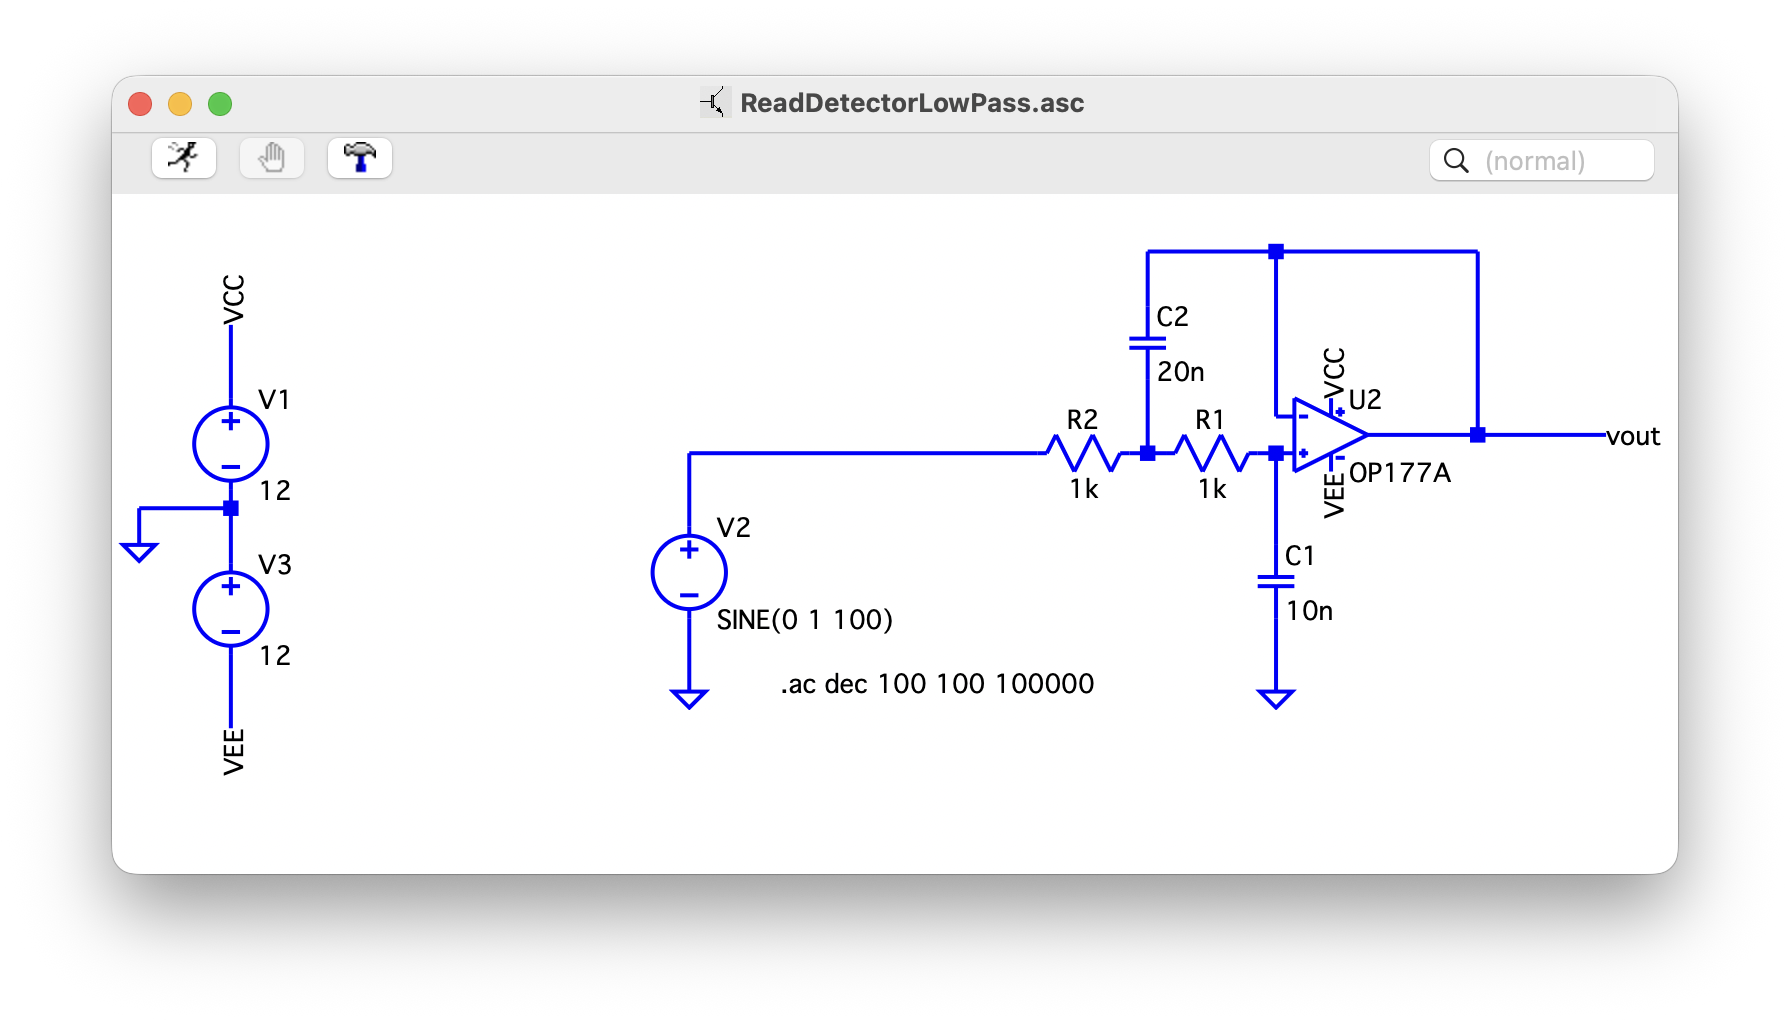 ReadDetectorLowPass.asc
(normal)
VCC
V1
12
V3
12
VEE
V2
SINE(0 1 100)
.ac dec 100 100 100000
R2
1k
C2
20n
R1
1k
VCC
U2
VEE
OP177A
C1
10n
vout